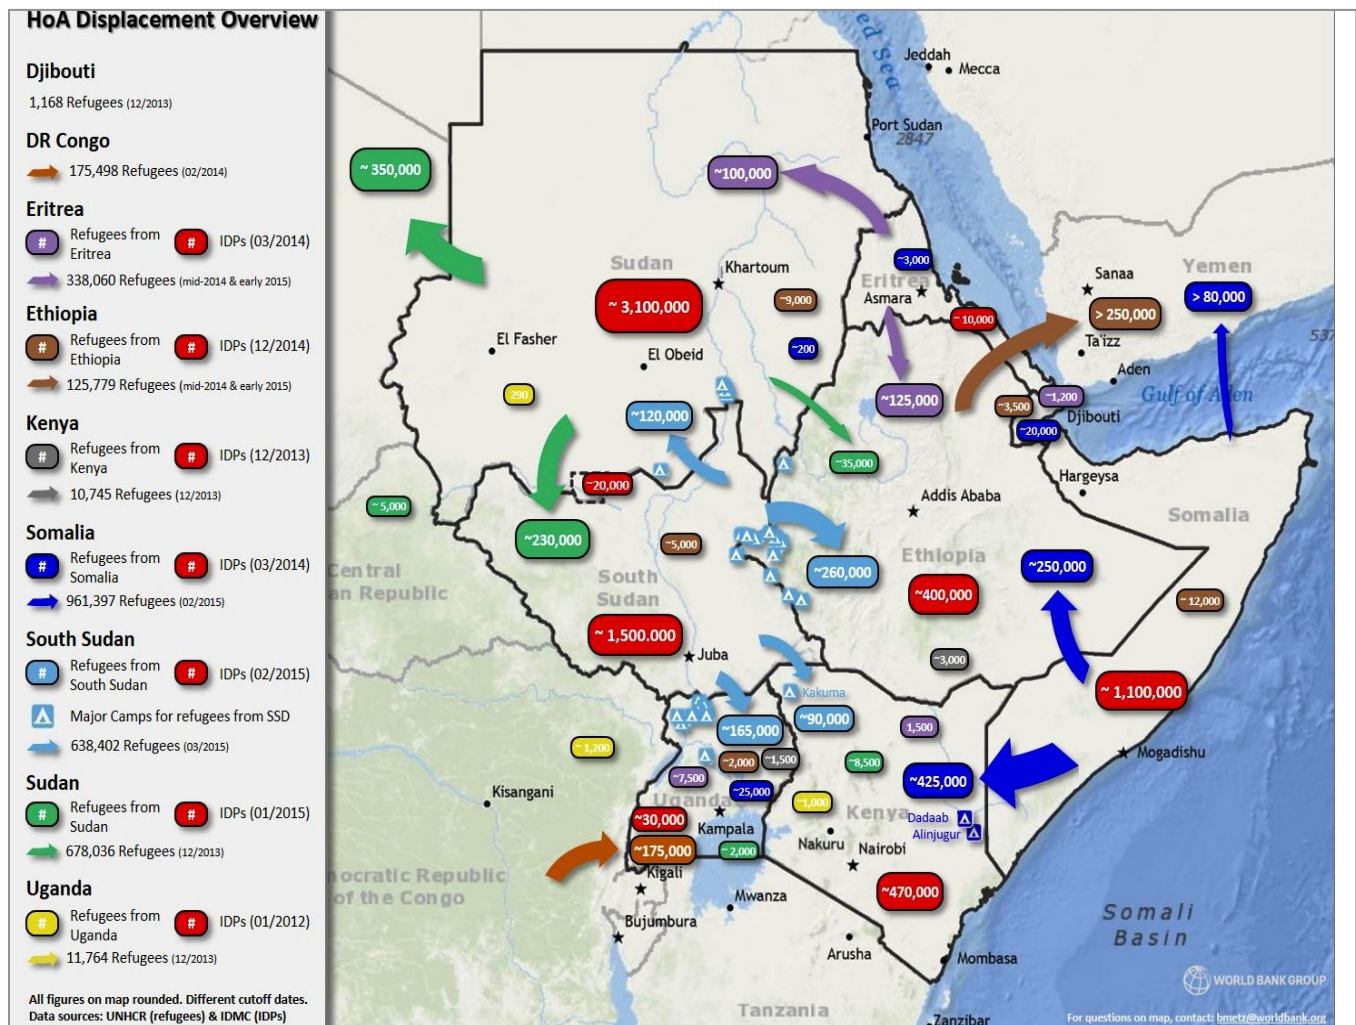 HoA Displacement Overview
Djibouti
1,168 Refugees (12/2013)
DR Congo
175,498 Refugees (02/2014)
Eritrea
# Refugees from Eritrea
# IDPs (03/2014)
338,060 Refugees (mid-2014 & early 2015)
Ethiopia
# Refugees from Ethiopia
# IDPs (12/2014)
125,779 Refugees (mid-2014 & early 2015)
Kenya
# Refugees from Kenya
# IDPs (12/2013)
10,745 Refugees (12/2013)
Somalia
# Refugees from Somalia
# IDPs (03/2014)
961,397 Refugees (02/2015)
South Sudan
# Refugees from South Sudan
# IDPs (02/2015)
Major Camps for refugees from SSD
638,402 Refugees (03/2015)
Sudan
# Refugees from Sudan
# IDPs (01/2015)
678,036 Refugees (12/2013)
Uganda
# Refugees from Uganda
# IDPs (01/2012)
11,764 Refugees (12/2013)
All figures on map rounded. Different cutoff dates.
Data sources: UNHCR (refugees) & IDMC (IDPs)
ed Sea
Jeddah
Mecca
Port Sudan
2847
~ 350,000
~100,000
Sudan
Khartoum
~ 3,100,000
~9,000
~3,000
Eritrea
Asmara
~ 10,000
Sanaa
Yemen
> 80,000
> 250,000
Ta'izz
Aden
Gulf of Aden
537
El Fasher
El Obeid
~200
290
~120,000
~125,000
~3,500
~1,200
Djibouti
~20,000
~35,000
~20,000
~ 5,000
Hargeysa
Addis Ababa
Somalia
~230,000
~5,000
~260,000
Ethiopia
~250,000
Central
an Republic
South
Sudan
~400,000
~ 12,000
~ 1,500.000
Juba
~3,000
~ 1,100,000
Kakuma
~90,000
~165,000
1,500
~ 1,200
~2,000
~1,500
~8,500
~425,000
Mogadishu
~7,500
~25,000
Uganda
Kisangani
~1,000
Kenya
Dadaab
Alinjugur
~30,000
Kampala
Nakuru
Nairobi
~175,000
~ 2,000
Kigali
mocratic Republic
of the Congo
~470,000
Mwanza
Bujumbura
Somali
Basin
Arusha
Mombasa
WORLD BANK GROUP
Tanzania
Zanzibar
For questions on map, contact: bmetz@worldbank.org